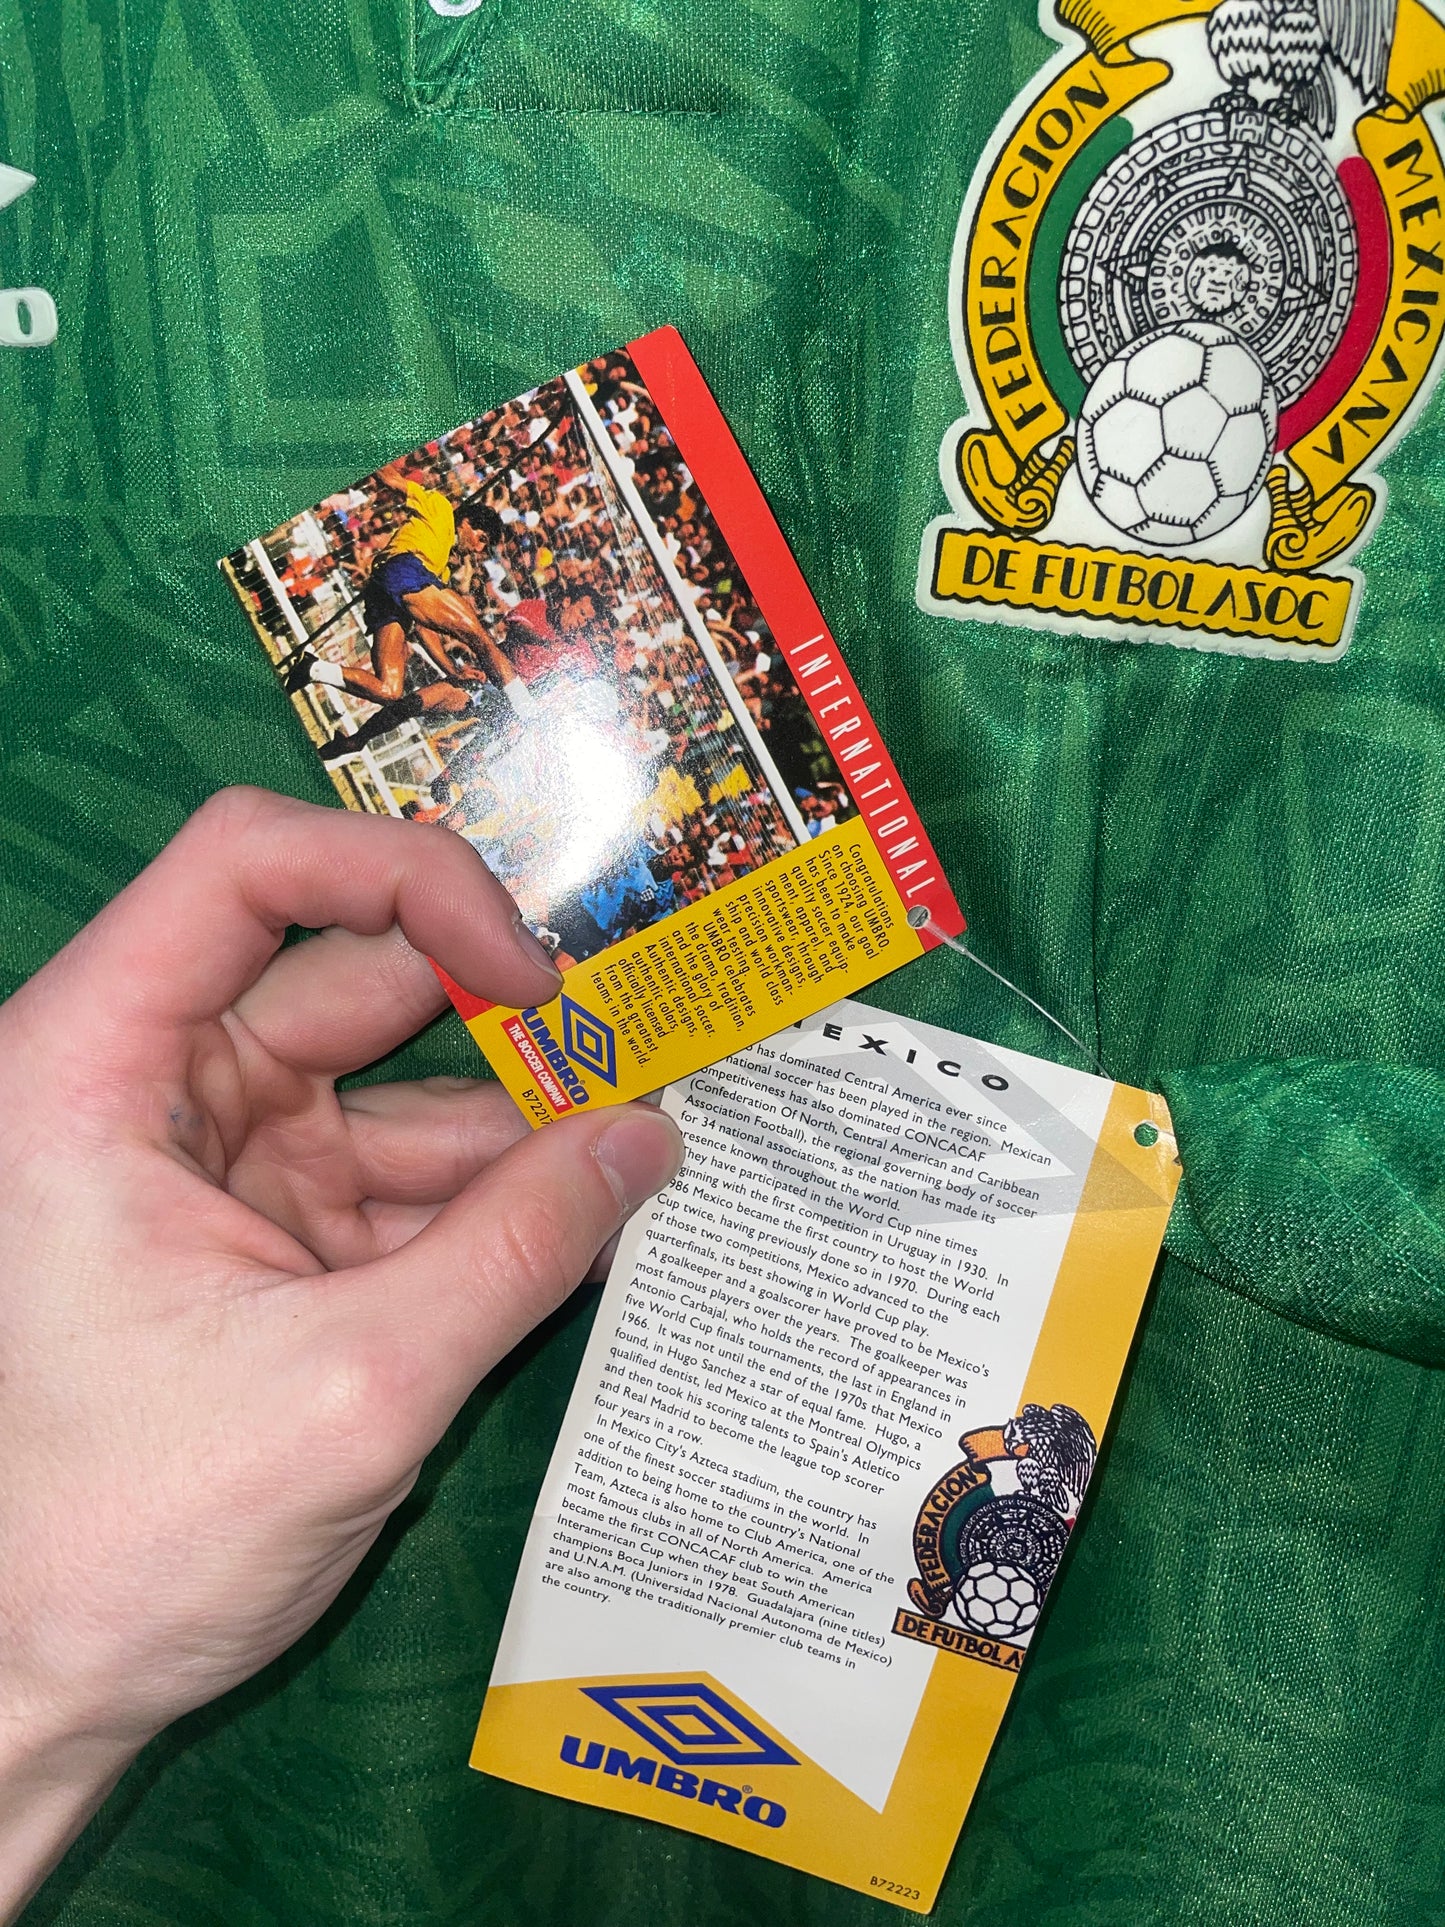 FEDERACION
MEXICANA
DE FUTBOL ASOC
INTERNATIONAL
Congratulations
on choosing UMBRO.
Since 1924, our goal
has been to make
quality soccer equip-
ment, apparel, and
sportswear, through
innovative designs,
precision workman-
ship and world class
wear testing.
UMBRO celebrates
the drama, tradition,
and the glory of
international soccer.
Authentic designs,
authentic colors,
officially licensed
from the greatest
teams in the world.
UMBRO
THE SOCCER COMPANY
B72217
MEXICO
has dominated Central America ever since
national soccer has been played in the region. Mexican
competitiveness has also dominated CONCACAF
(Confederation Of North, Central American and Caribbean
Association Football), the regional governing body of soccer
for 34 national associations, as the nation has made its
presence known throughout the world.
They have participated in the Word Cup nine times
beginning with the first competition in Uruguay in 1930. In
1986 Mexico became the first country to host the World
Cup twice, having previously done so in 1970. During each
of those two competitions, Mexico advanced to the
quarterfinals, its best showing in World Cup play.
A goalkeeper and a goalscorer have proved to be Mexico's
most famous players over the years. The goalkeeper was
Antonio Carbajal, who holds the record of appearances in
five World Cup finals tournaments, the last in England in
1966. It was not until the end of the 1970s that Mexico
found, in Hugo Sanchez a star of equal fame. Hugo, a
qualified dentist, led Mexico at the Montreal Olympics
and then took his scoring talents to Spain's Atletico
and Real Madrid to become the league top scorer
four years in a row.
In Mexico City's Azteca stadium, the country has
one of the finest soccer stadiums in the world. In
addition to being home to the country's National
Team, Azteca is also home to Club America, one of the
most famous clubs in all of North America. America
became the first CONCACAF club to win the
Interamerican Cup when they beat South American
champions Boca Juniors in 1978. Guadalajara (nine titles)
and U.N.A.M. (Universidad Nacional Autonoma de Mexico)
are also among the traditionally premier club teams in
the country.
FEDERACION
DE FUTBOL AS
UMBRO®
B72223